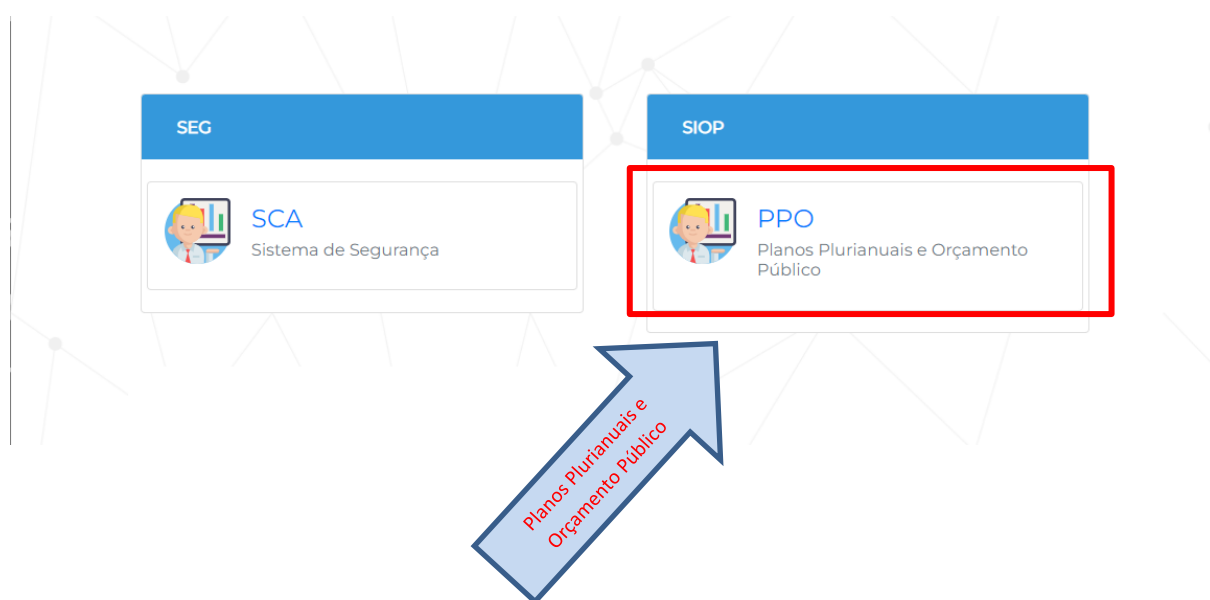 SEG
SCA
Sistema de Segurança
SIOP
PPO
Planos Plurianuais e Orçamento
Público
Planos Plurianuais e
Orçamento Público